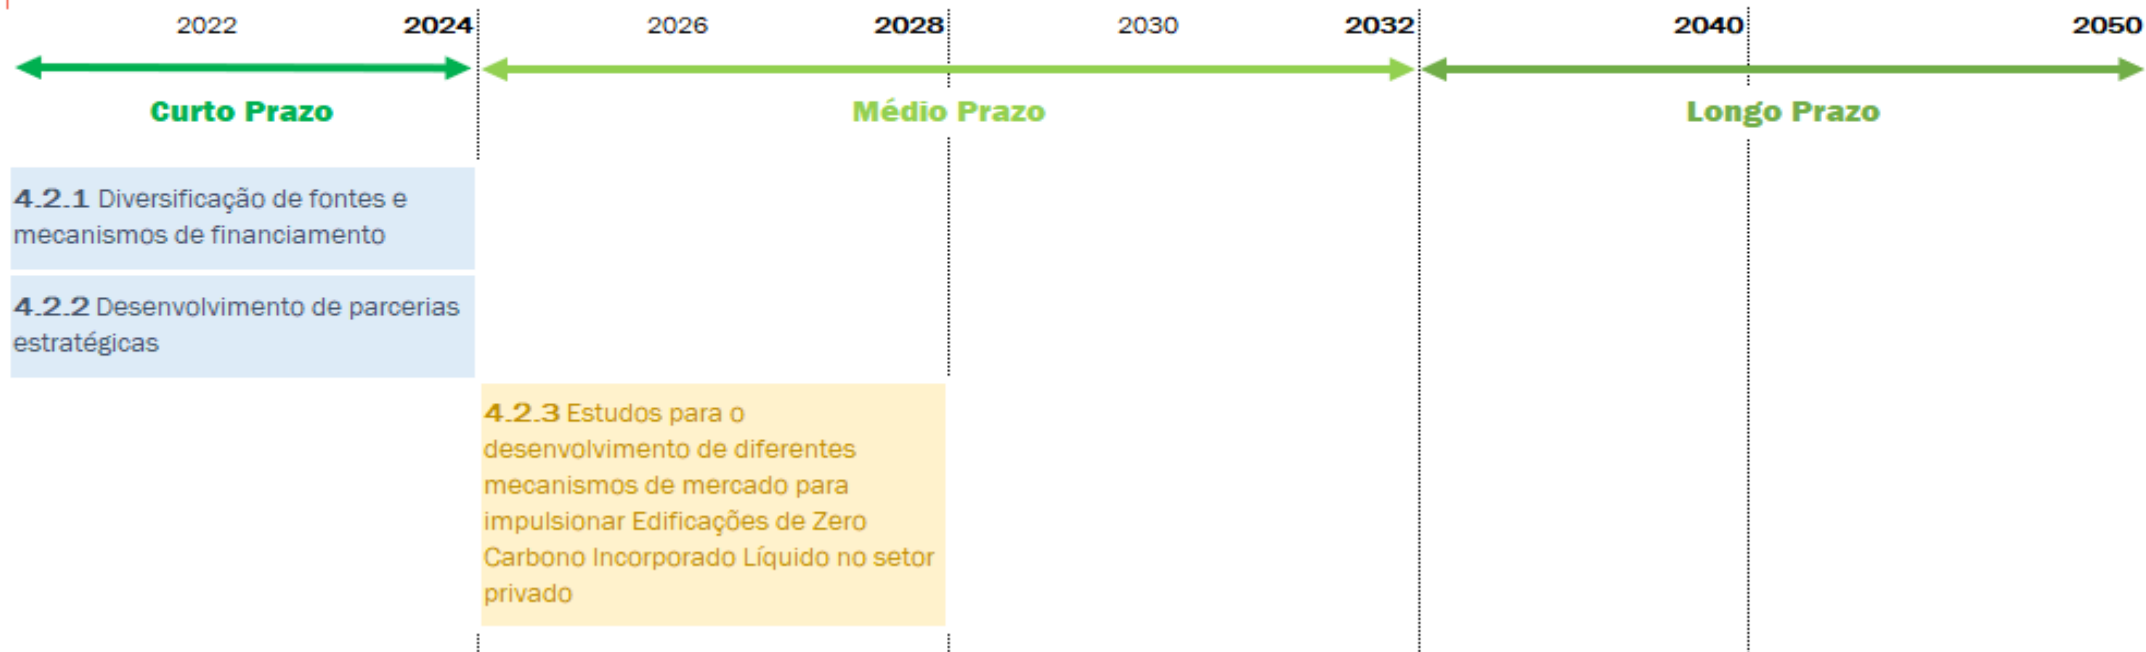 2022 2024 2026 2028 2030 2032 2040 2050
Curto Prazo Médio Prazo Longo Prazo
4.2.1 Diversificação de fontes e
mecanismos de financiamento
4.2.2 Desenvolvimento de parcerias
estratégicas
4.2.3 Estudos para o
desenvolvimento de diferentes
mecanismos de mercado para
impulsionar Edificações de Zero
Carbono Incorporado Líquido no setor
privado